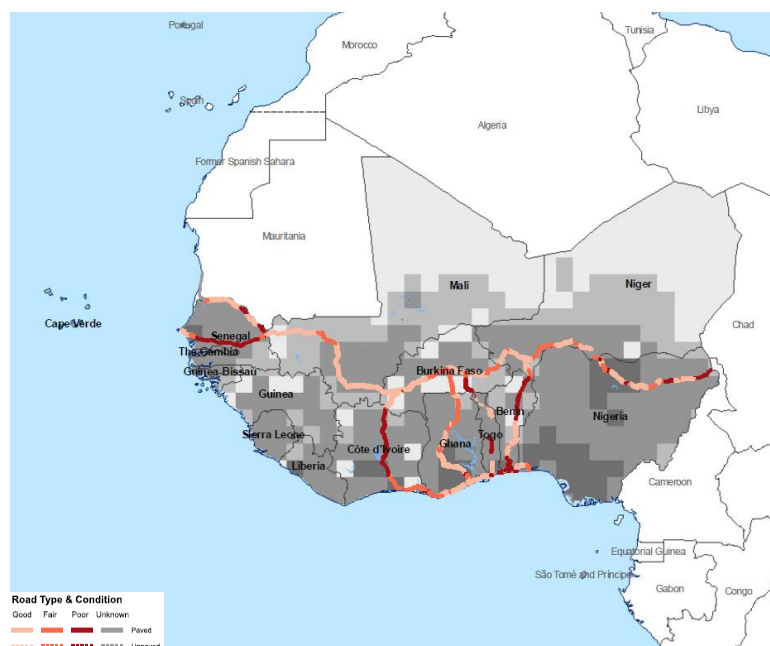 Portugal
Tunisia
Morocco
Spain
Algeria
Libya
Former Spanish Sahara
Mauritania
Mali
Niger
Cape Verde
Chad
Senegal
The Gambia
Guinea-Bissau
Burkina Faso
Guinea
Benin
Nigeria
Sierra Leone
Côte d'Ivoire
Ghana
Togo
Liberia
Cameroon
Equatorial Guinea
São Tomé and Príncipe
Gabon
Congo
Road Type & Condition
Good Fair Poor Unknown
Paved
Unpaved